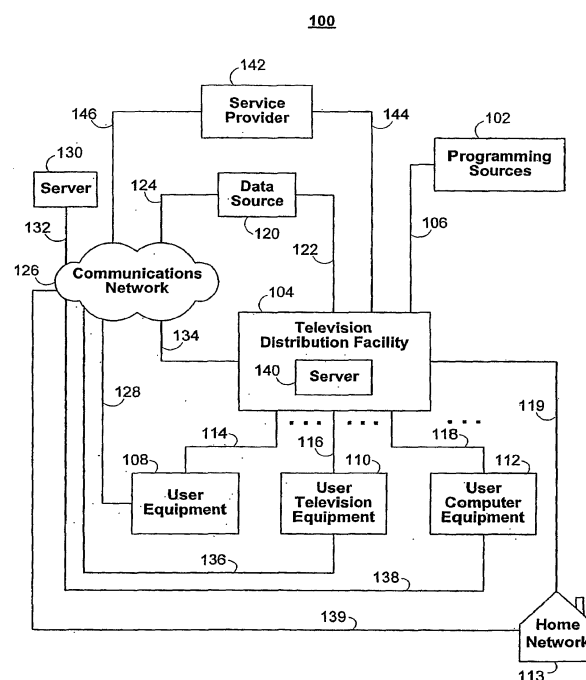 100
142
Service
Provider
146
144
102
Programming
Sources
130
Server
124
Data
Source
120
132
122
106
126
Communications
Network
104
134
Television
Distribution Facility
140
Server
128
119
114
116
118
108
User
Equipment
110
User
Television
Equipment
112
User
Computer
Equipment
136
138
139
Home
Network
113